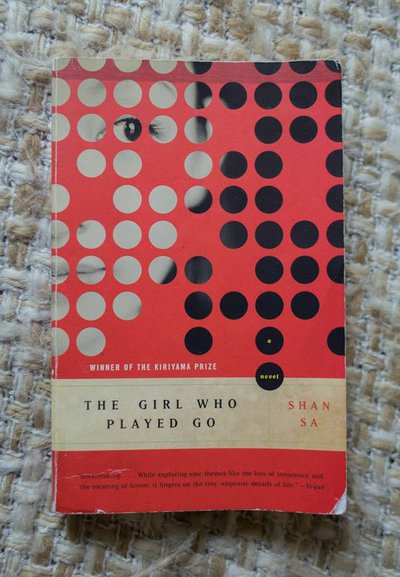 a
novel
WINNER OF THE KIRIYAMA PRIZE
THE GIRL WHO
PLAYED GO
SHAN
SA
Breathtaking. . . . While exploring epic themes like the loss of innocence and
the meaning of honor, it lingers on the tiny, exquisite details of life." —Vogue